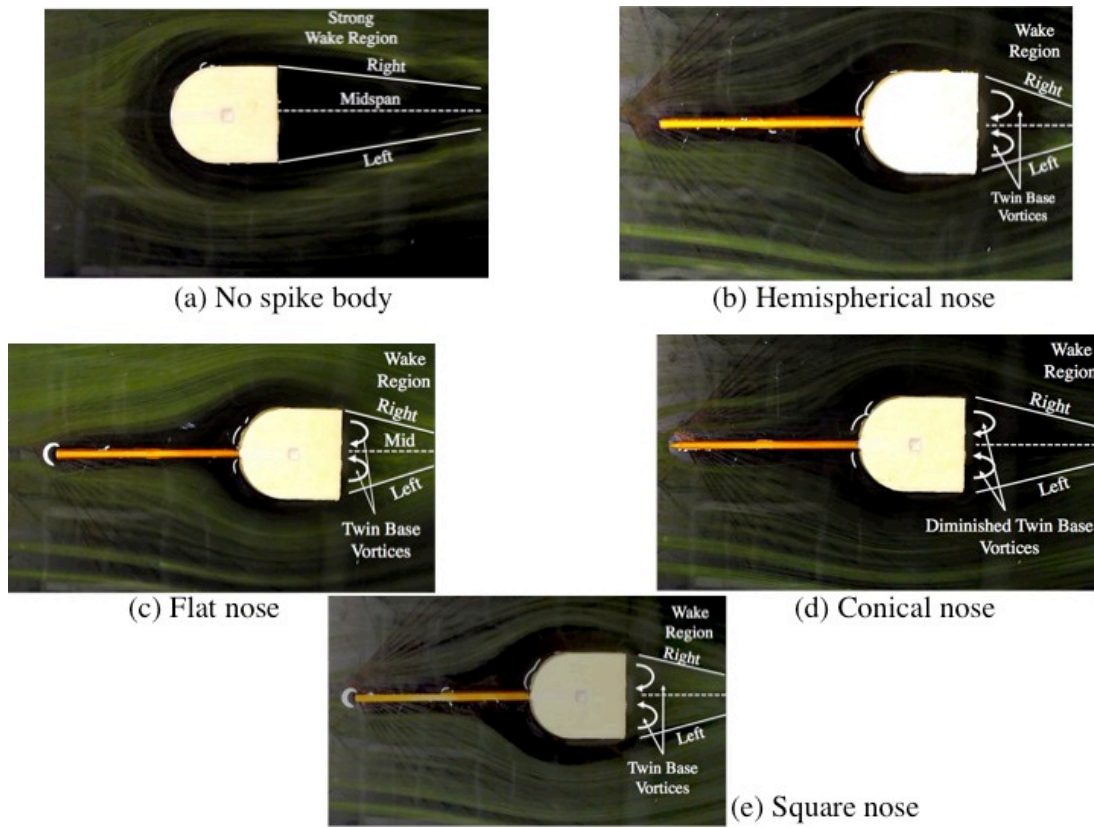 Strong
Wake Region
Right
Midspan
Left
(a) No spike body
Wake
Region
Right
Left
Twin Base
Vortices
(b) Hemispherical nose
Wake
Region
Right
Mid
Left
Twin Base
Vortices
(c) Flat nose
Wake
Region
Right
Left
Diminished Twin Base
Vortices
(d) Conical nose
Wake
Region
Right
Left
Twin Base
Vortices
(e) Square nose